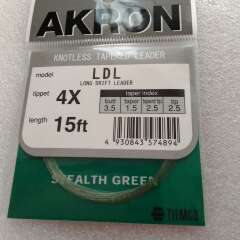 AKRON
KNOTLESS TAPERED LEADER
model LDL
LONG DRIFT LEADER
tippet 4X
taper index
butt taper tip
3.5 1.5 2.5 2.5
length 15ft
4 930843 574894
STEALTH GREEN
TIEMCO